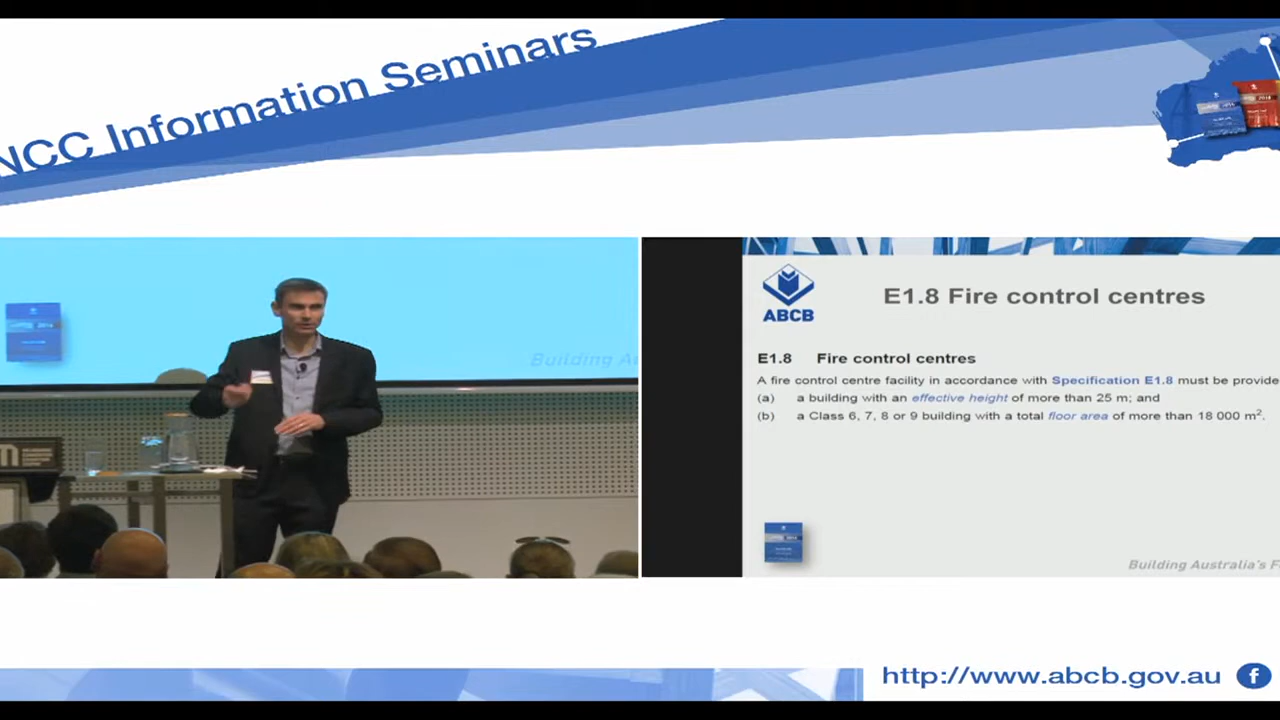 NCC Information Seminars
ABCB
E1.8 Fire control centres
E1.8 Fire control centres
A fire control centre facility in accordance with Specification E1.8 must be provide
(a) a building with an effective height of more than 25 m; and
(b) a Class 6, 7, 8 or 9 building with a total floor area of more than 18 000 m².
Building Au
Building Australia's F
http://www.abcb.gov.au
f